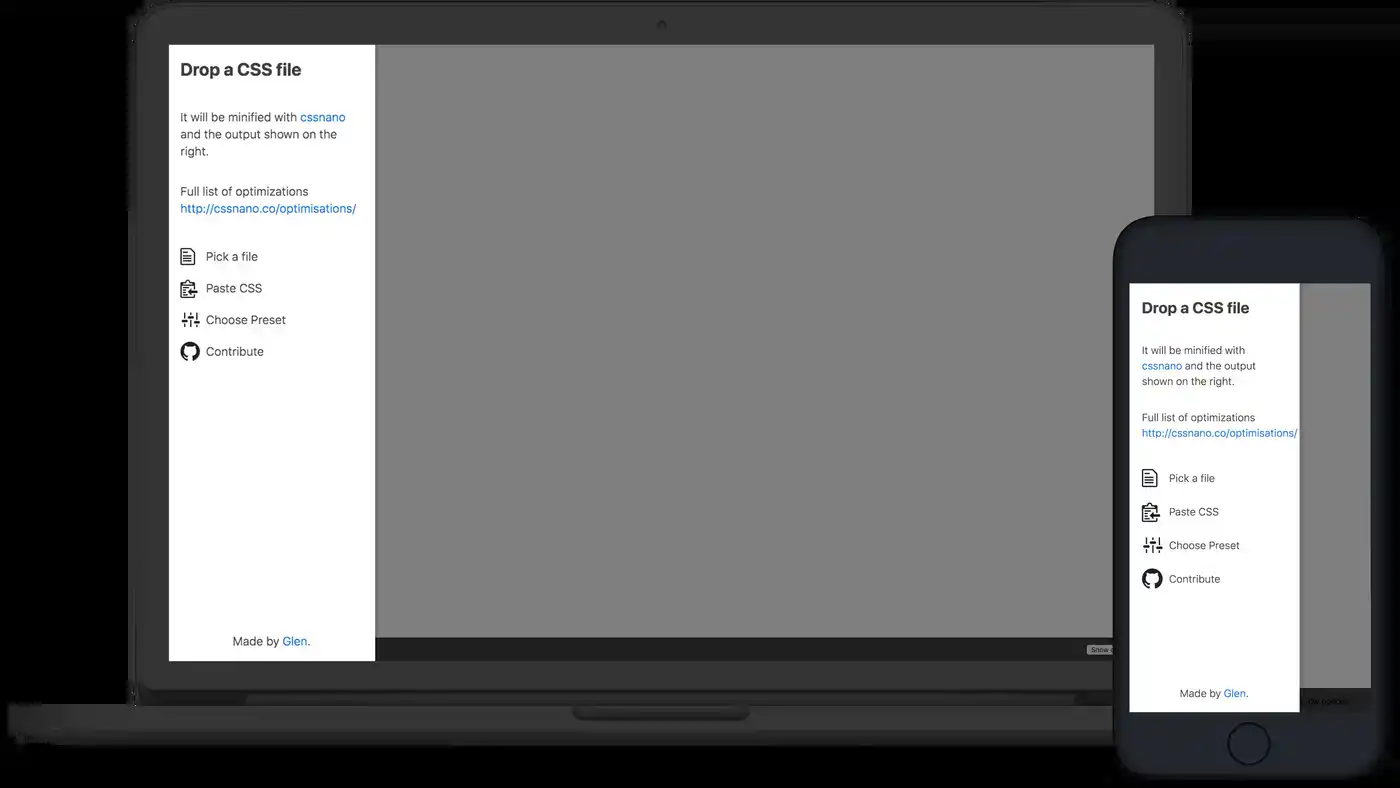 Drop a CSS file
It will be minified with cssnano
and the output shown on the
right.
Full list of optimizations
http://cssnano.co/optimisations/
Pick a file
Paste CSS
Choose Preset
Contribute
Made by Glen.
Show
Drop a CSS file
It will be minified with
cssnano and the output
shown on the right.
Full list of optimizations
http://cssnano.co/optimisations/
Pick a file
Paste CSS
Choose Preset
Contribute
Made by Glen.